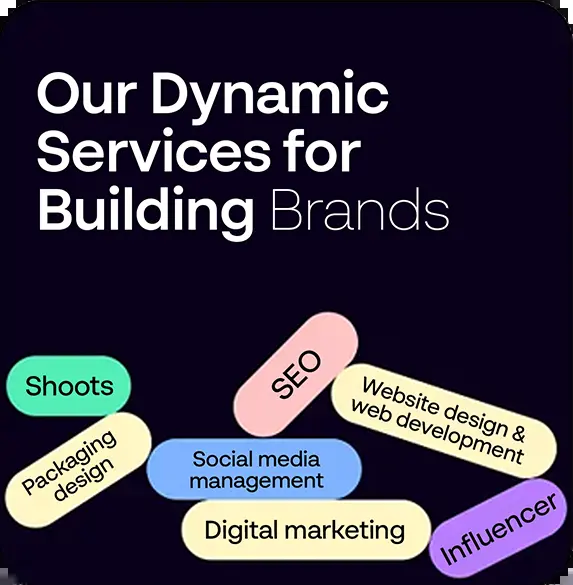 Our Dynamic
Services for
Building Brands
SEO
Shoots
Website design &
web development
Packaging
design
Social media
management
Digital marketing
Influencer